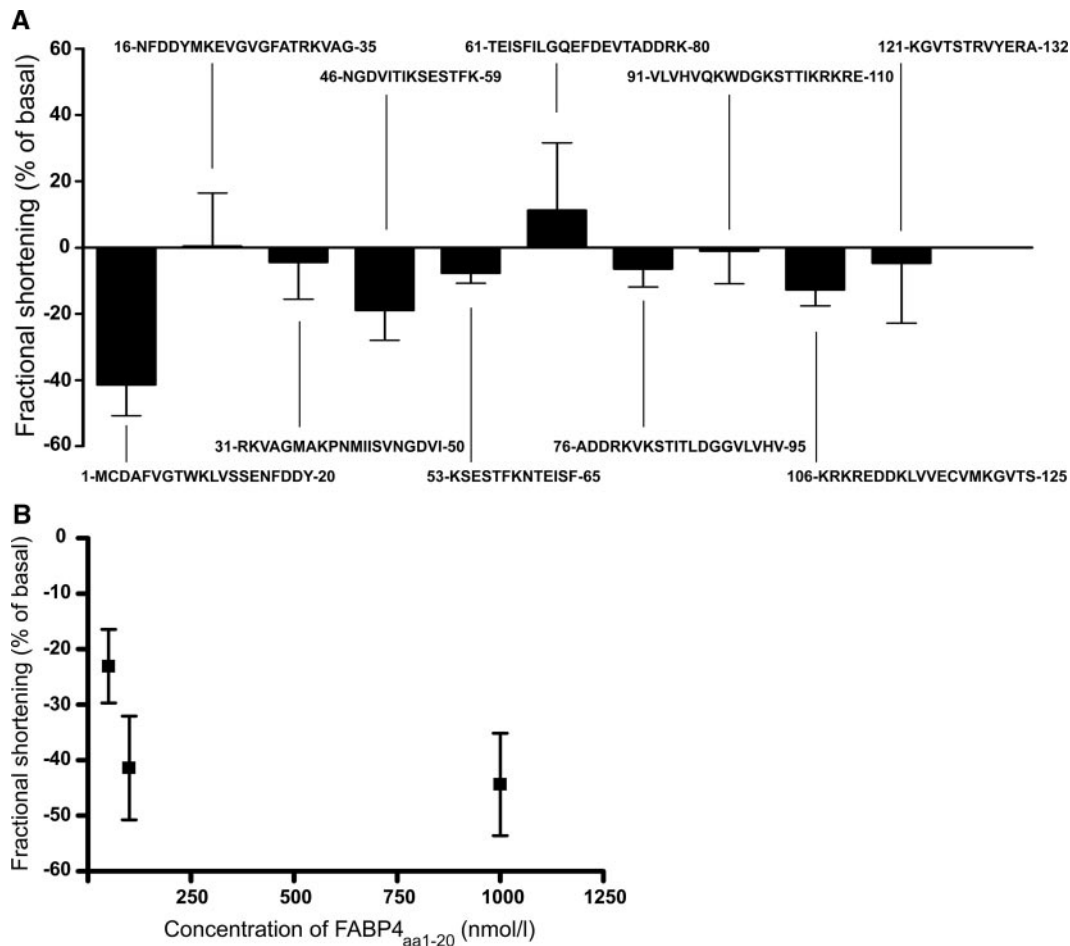 A
Fractional shortening (% of basal)
60
40
20
0
-20
-40
-60
16-NFDDYMKEVGVGFATRKVAG-35
61-TEISFILGQEFDEVTADDRK-80
121-KGVTSTRVYERA-132
46-NGDVITIKSESTFK-59
91-VLVHVQKWDGKSTTIKRKRE-110
31-RKVAGMAKPNMIISVNGDVI-50
76-ADDRKVKSTITLDGGVLVHV-95
1-MCDAFVGTWKLVSSENFDDY-20
53-KSESTFKNTEISF-65
106-KRKREDDKLVVECVMKGVTS-125
B
Fractional shortening (% of basal)
0
-10
-20
-30
-40
-50
-60
250 500 750 1000 1250
Concentration of FABP4aa1-20 (nmol/l)